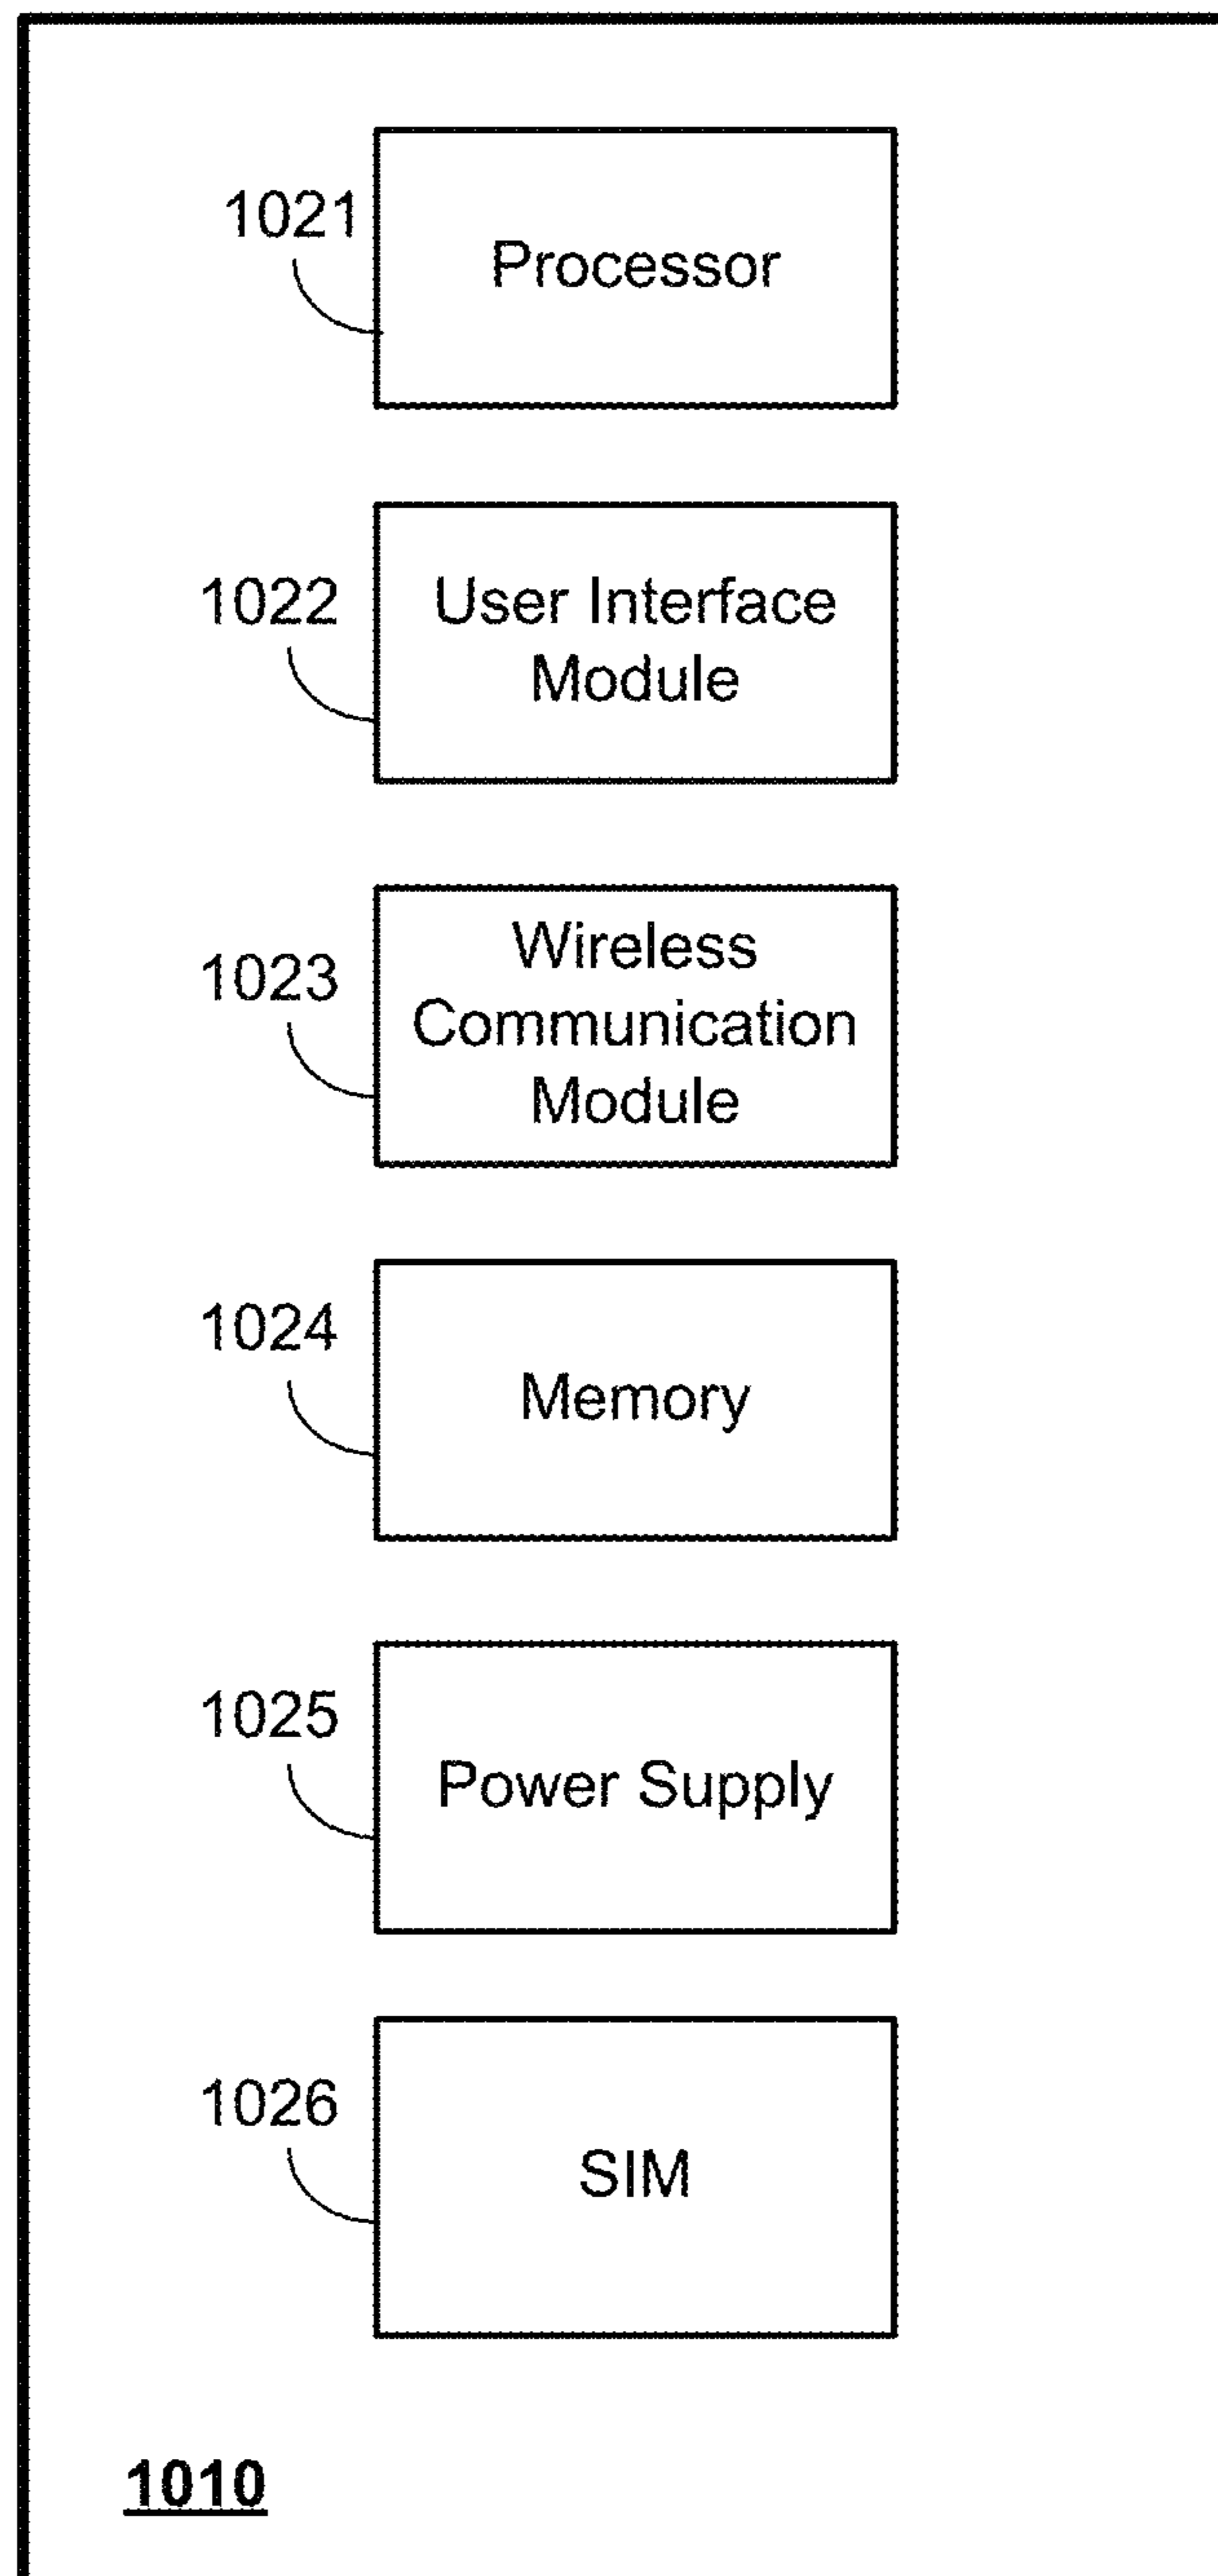 1021
Processor
1022
User Interface
Module
1023
Wireless
Communication
Module
1024
Memory
1025
Power Supply
1026
SIM
1010